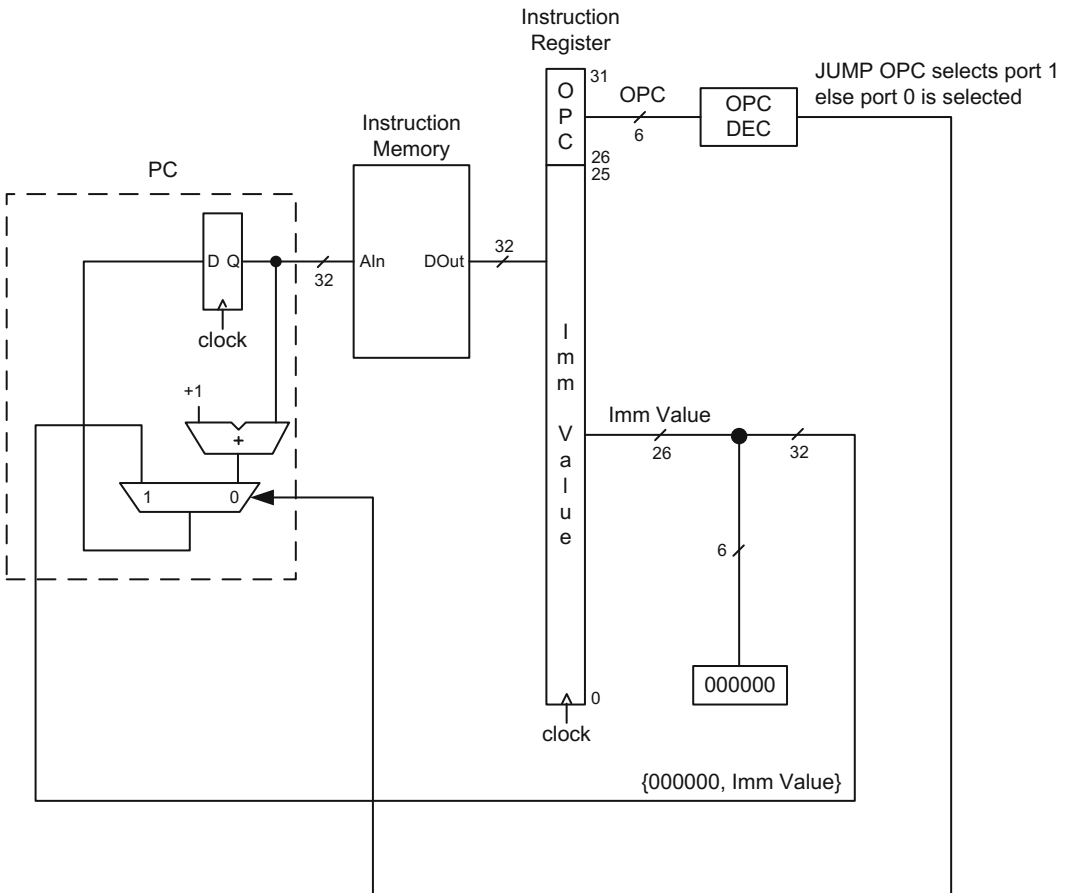 Instruction
Register
31
O
P
C
26
25
OPC
6
OPC
DEC
JUMP OPC selects port 1
else port 0 is selected
Instruction
Memory
AIn
DOut
32
32
PC
D Q
clock
+1
+
1
0
I
m
m
V
a
l
u
e
Imm Value
26
32
6
000000
0
clock
{000000, Imm Value}